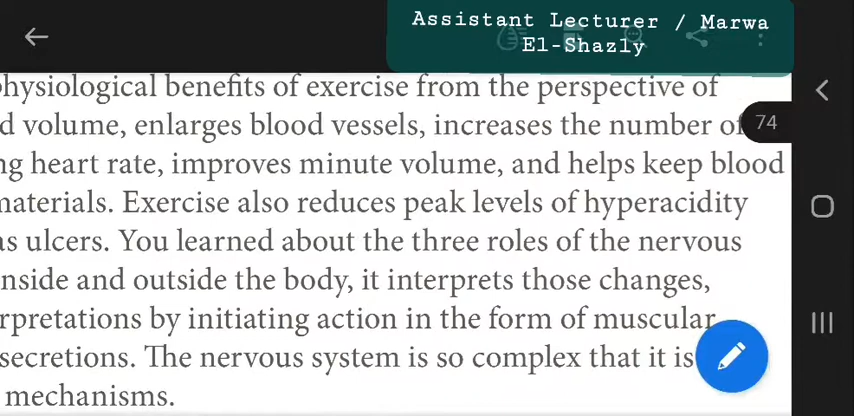 Assistant Lecturer / Marwa
El-Shazly
physiological benefits of exercise from the perspective of
d volume, enlarges blood vessels, increases the number of
74
ng heart rate, improves minute volume, and helps keep blood
materials. Exercise also reduces peak levels of hyperacidity
as ulcers. You learned about the three roles of the nervous
nside and outside the body, it interprets those changes,
rpretations by initiating action in the form of muscular
secretions. The nervous system is so complex that it is
mechanisms.